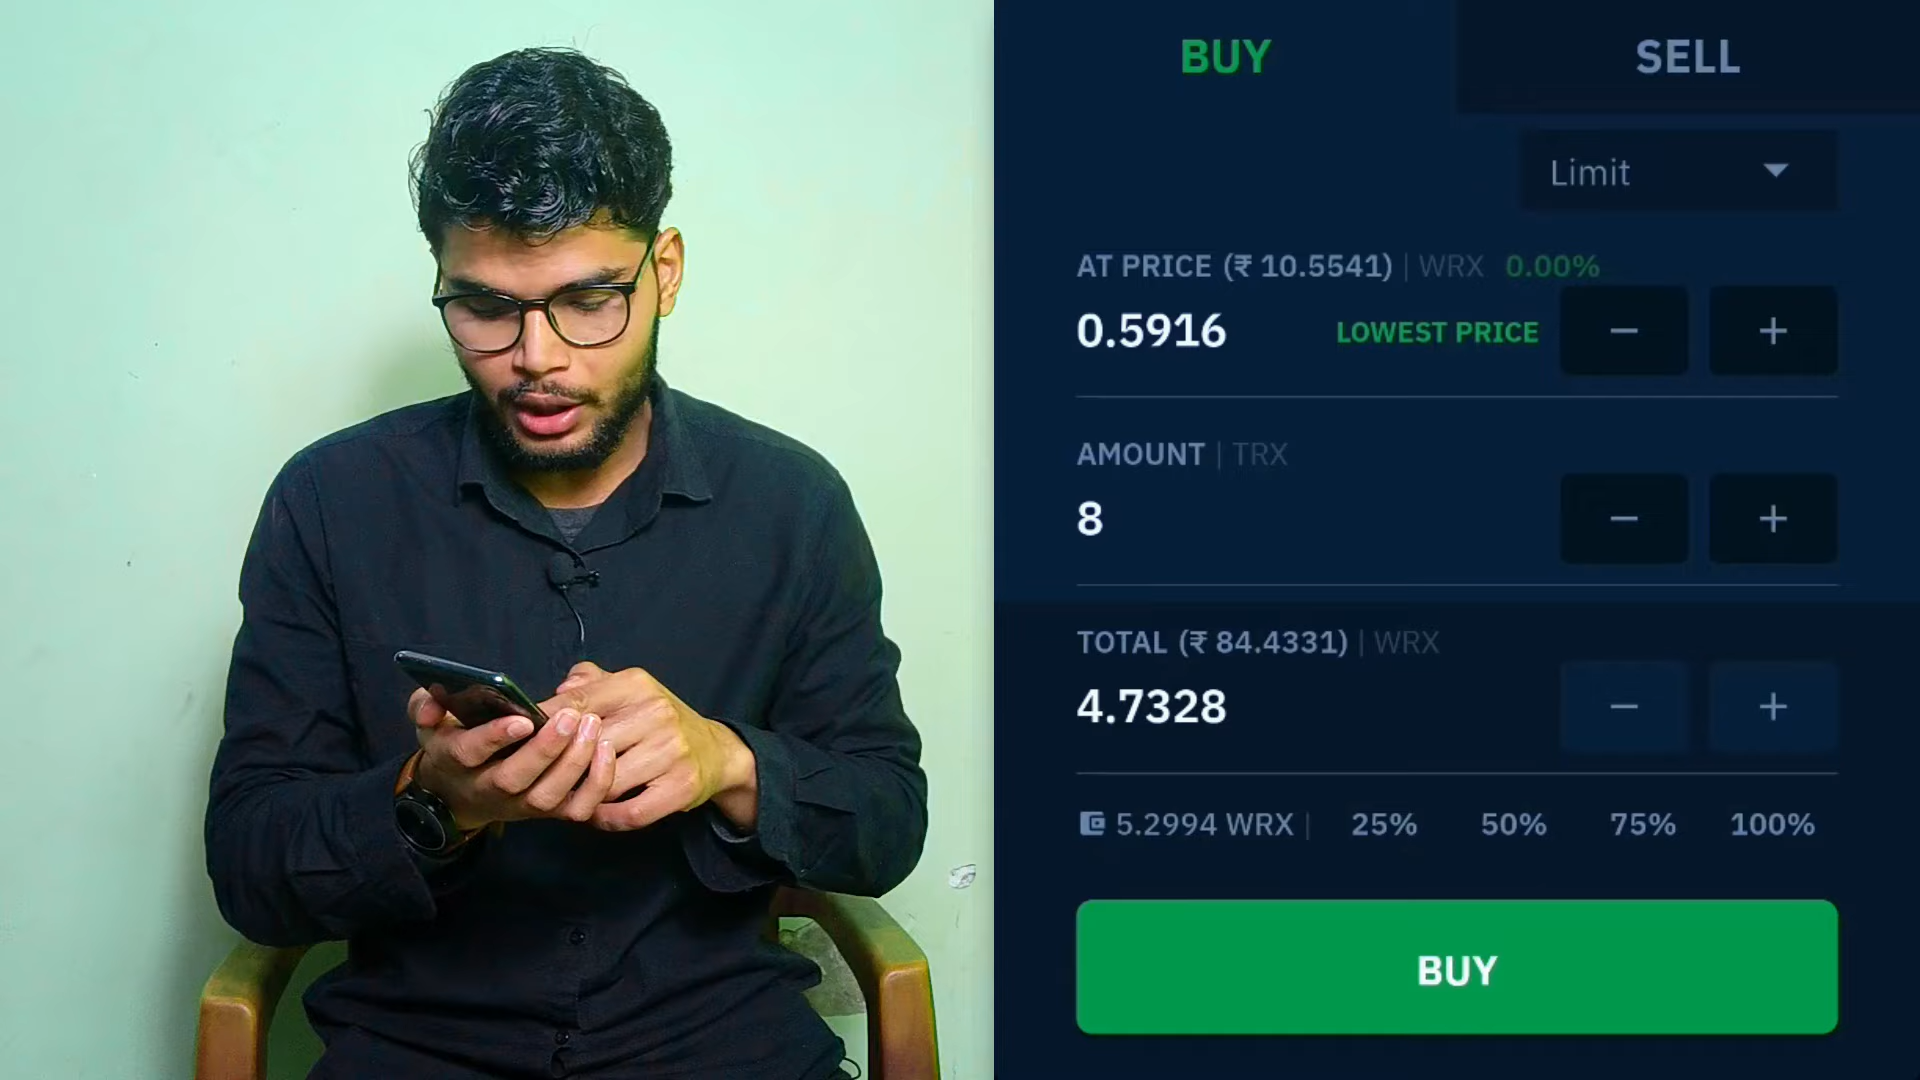 BUY SELL
Limit
AT PRICE (₹ 10.5541) | WRX 0.00%
0.5916 LOWEST PRICE − +
AMOUNT | TRX
8 − +
TOTAL (₹ 84.4331) | WRX
4.7328 − +
5.2994 WRX | 25% 50% 75% 100%
BUY